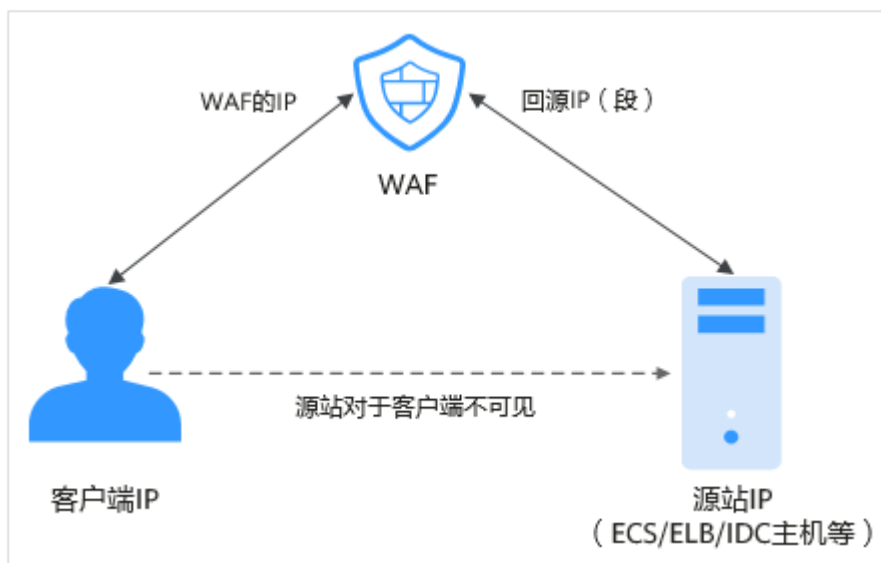 WAF的IP
回源IP（段）
WAF
源站对于客户端不可见
客户端IP
源站IP
（ECS/ELB/IDC主机等）